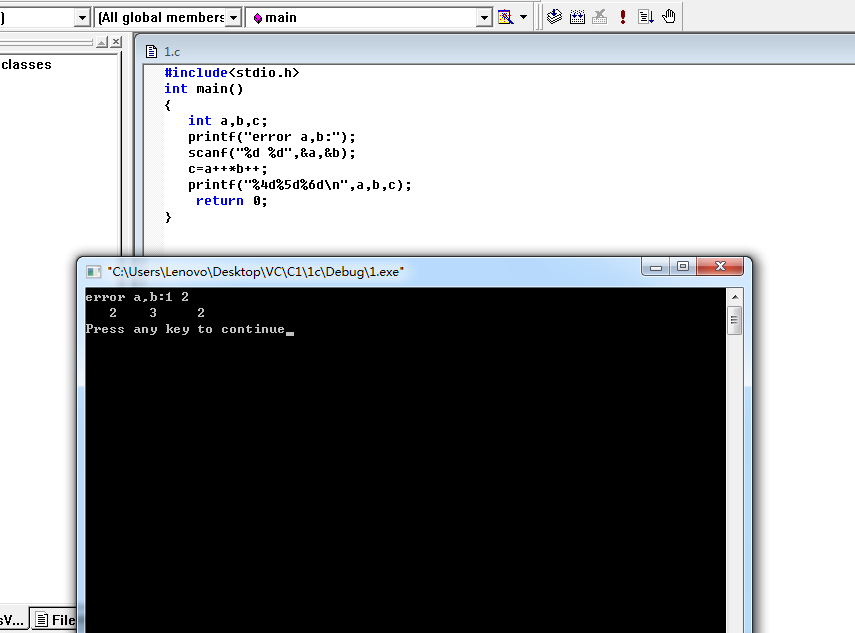 ) (All global members main
classes
1.c
#include<stdio.h>
int main()
{
int a,b,c;
printf("error a,b:");
scanf("%d %d",&a,&b);
c=a++*b++;
printf("%4d%5d%6d\n",a,b,c);
return 0;
}
"C:\Users\Lenovo\Desktop\VC\C1\1c\Debug\1.exe"
error a,b:1 2
2 3 2
Press any key to continue_
sV... File